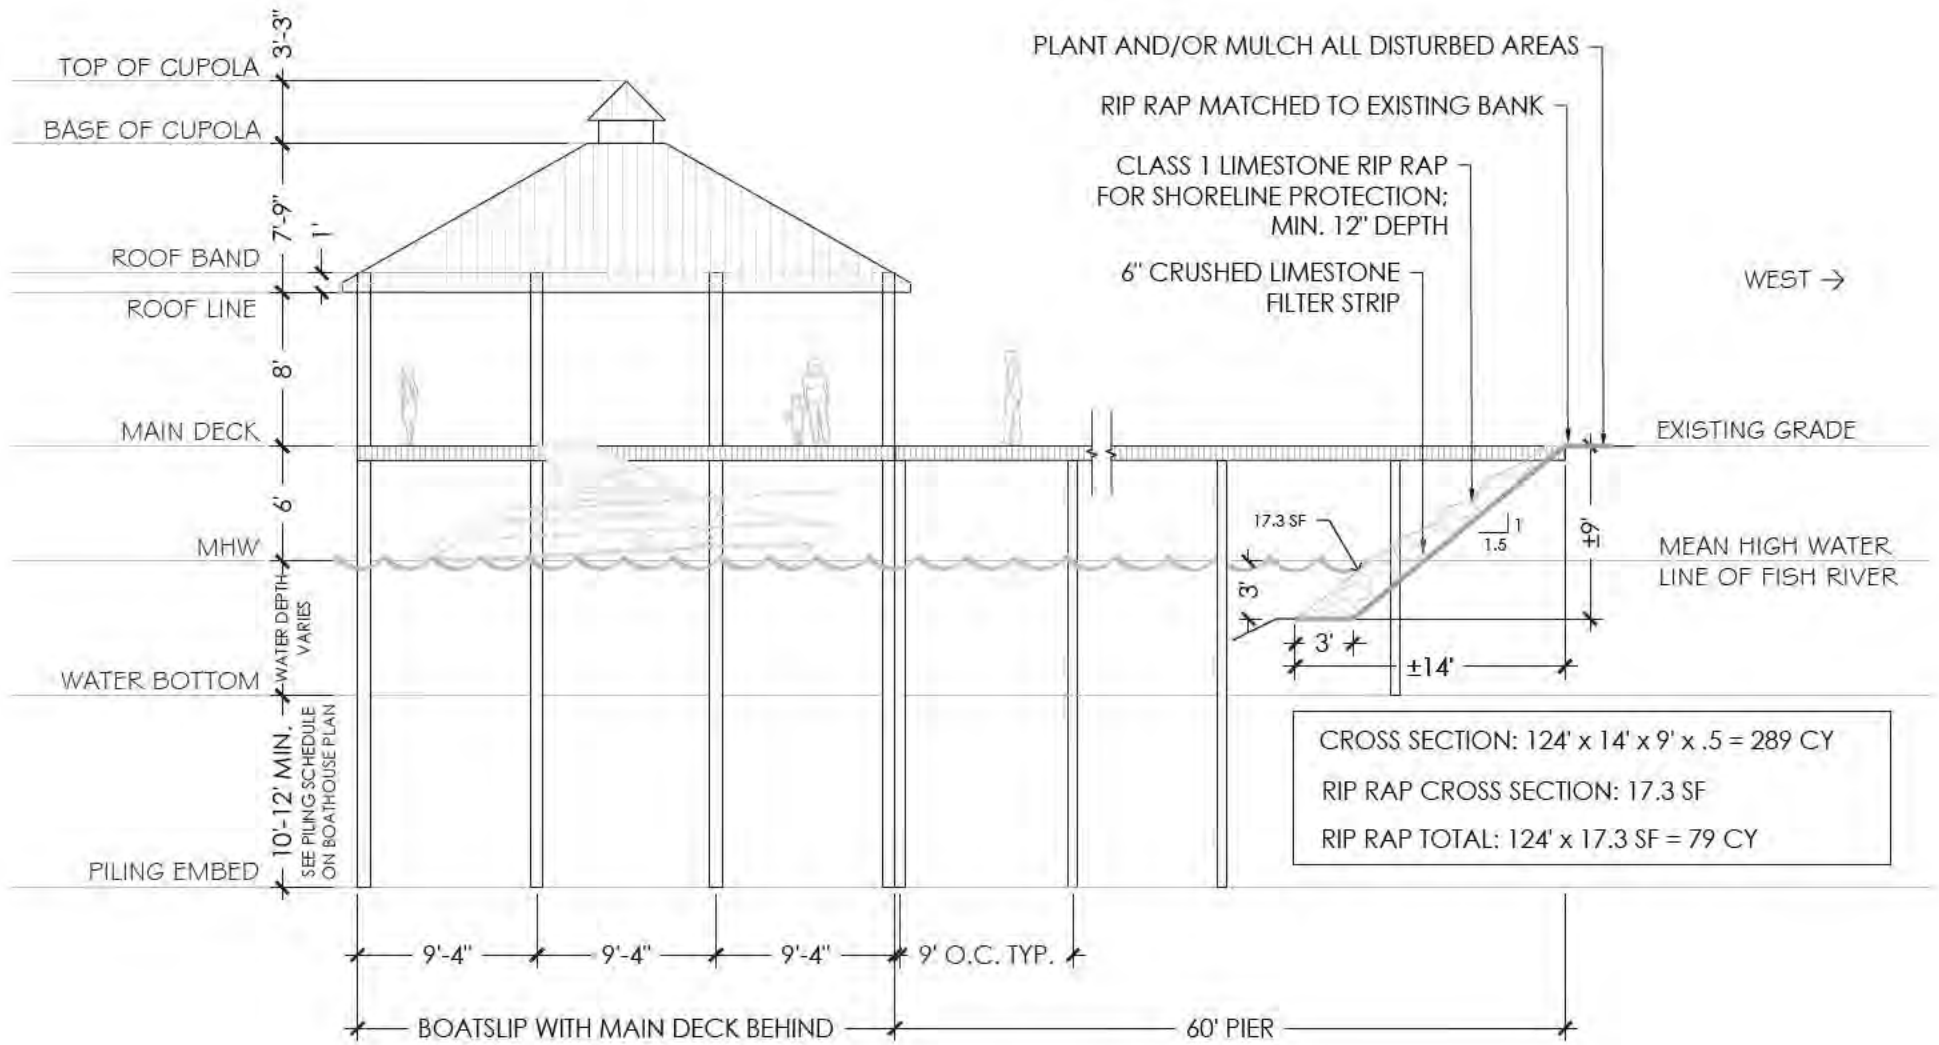 3'-3"
TOP OF CUPOLA
BASE OF CUPOLA
7'-9"
1'
ROOF BAND
ROOF LINE
8'
MAIN DECK
6'
MHW
WATER DEPTH
VARIES
WATER BOTTOM
10'-12' MIN.
SEE PILING SCHEDULE
ON BOATHOUSE PLAN
PILING EMBED
PLANT AND/OR MULCH ALL DISTURBED AREAS
RIP RAP MATCHED TO EXISTING BANK
CLASS 1 LIMESTONE RIP RAP
FOR SHORELINE PROTECTION;
MIN. 12" DEPTH
6" CRUSHED LIMESTONE
FILTER STRIP
WEST
EXISTING GRADE
17.3 SF
1
1.5
±9'
MEAN HIGH WATER
LINE OF FISH RIVER
3'
3'
±14'
CROSS SECTION: 124' x 14' x 9' x .5 = 289 CY
RIP RAP CROSS SECTION: 17.3 SF
RIP RAP TOTAL: 124' x 17.3 SF = 79 CY
9'-4" 9'-4" 9'-4" 9' O.C. TYP.
BOATSLIP WITH MAIN DECK BEHIND 60' PIER